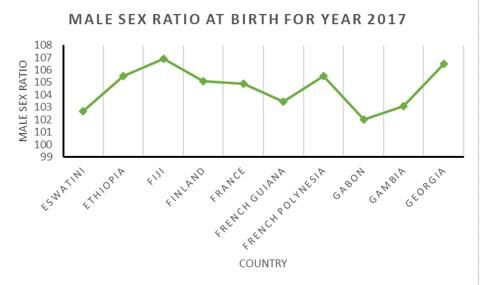 MALE SEX RATIO AT BIRTH FOR YEAR 2017
108
107
106
105
104
103
102
101
100
99
MALE SEX RATIO
ESWATINI
ETHIOPIA
FIJI
FINLAND
FRANCE
FRENCH GUIANA
FRENCH POLYNESIA
GABON
GAMBIA
GEORGIA
COUNTRY